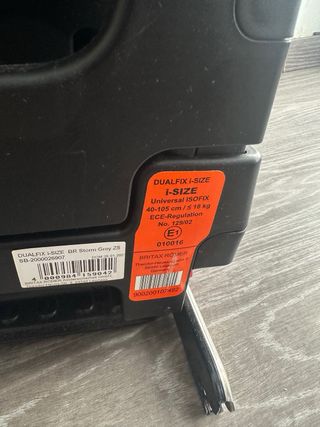 DUALFIX i-SIZE
i-SIZE
Universal ISOFIX
40-105 cm / ≤ 18 kg
ECE-Regulation
No. 129/02
E1
010016
BRITAX RÖMER
DUALFIX i-SIZE BR Storm Grey ZS
SB-2000026907
4 000984 159042